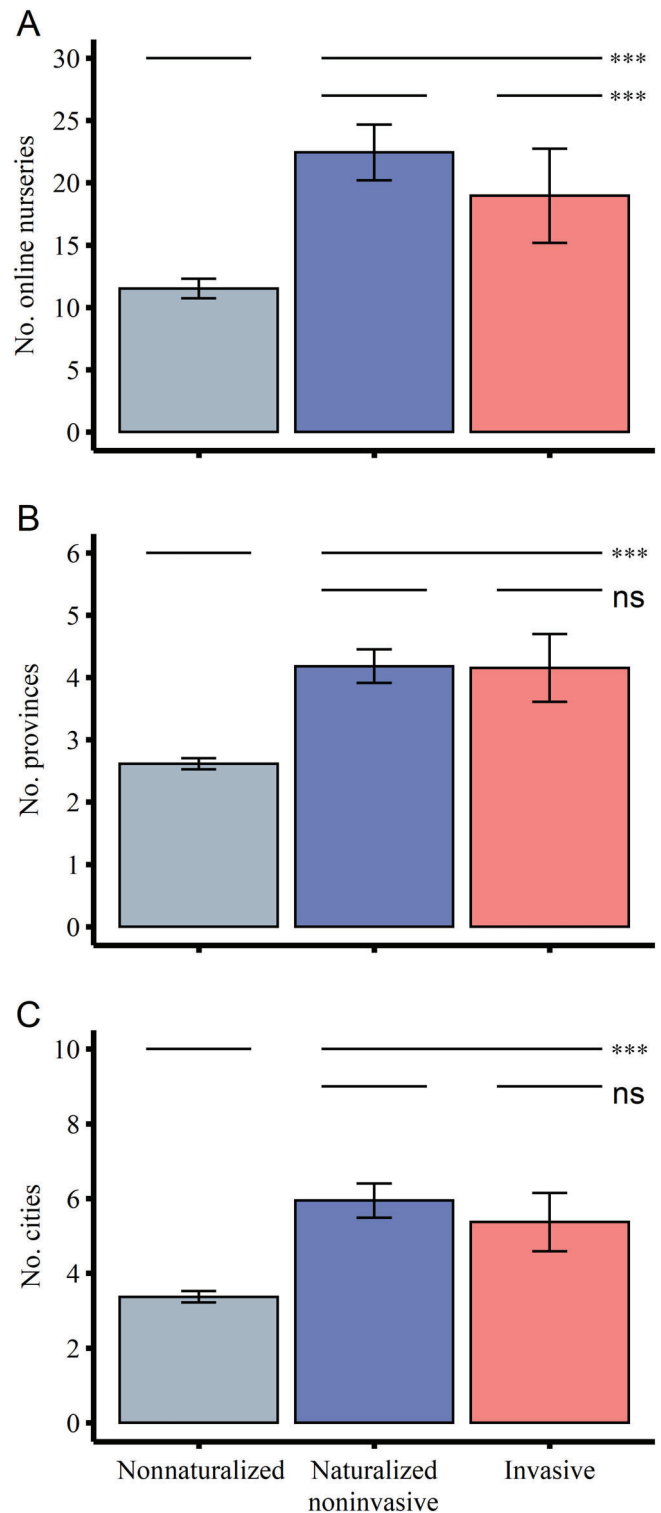 A
No. online nurseries
30
25
20
15
10
5
0
***
***
B
No. provinces
6
5
4
3
2
1
0
***
ns
C
No. cities
10
8
6
4
2
0
***
ns
Nonnaturalized
Naturalized
noninvasive
Invasive